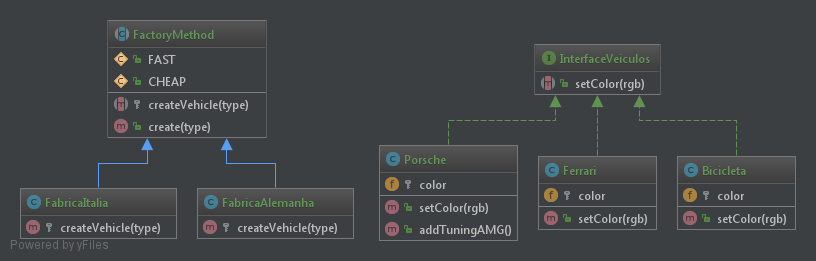 FactoryMethod
FAST
CHEAP
createVehicle(type)
create(type)
InterfaceVeiculos
setColor(rgb)
FabricaItalia
createVehicle(type)
FabricaAlemanha
createVehicle(type)
Porsche
color
setColor(rgb)
addTuningAMG()
Ferrari
color
setColor(rgb)
Bicicleta
color
setColor(rgb)
Powered by yFiles